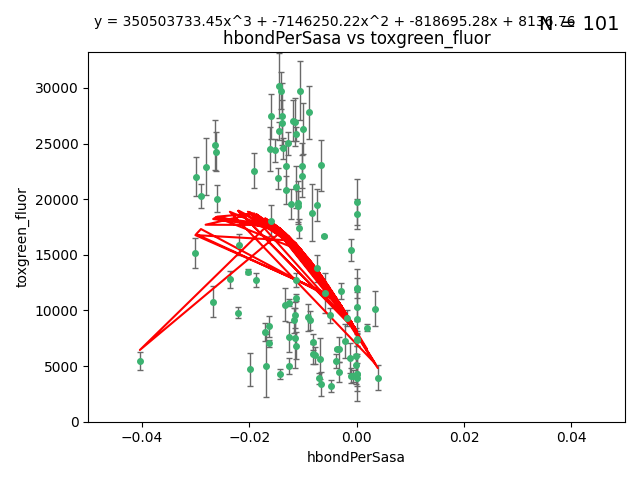 y = 350503733.45x^3 + -7146250.22x^2 + -818695.28x + 8136.76
N = 101
hbondPerSasa vs toxgreen_fluor
30000
25000
20000
15000
10000
5000
0
toxgreen_fluor
−0.04
−0.02
0.00
0.02
0.04
hbondPerSasa